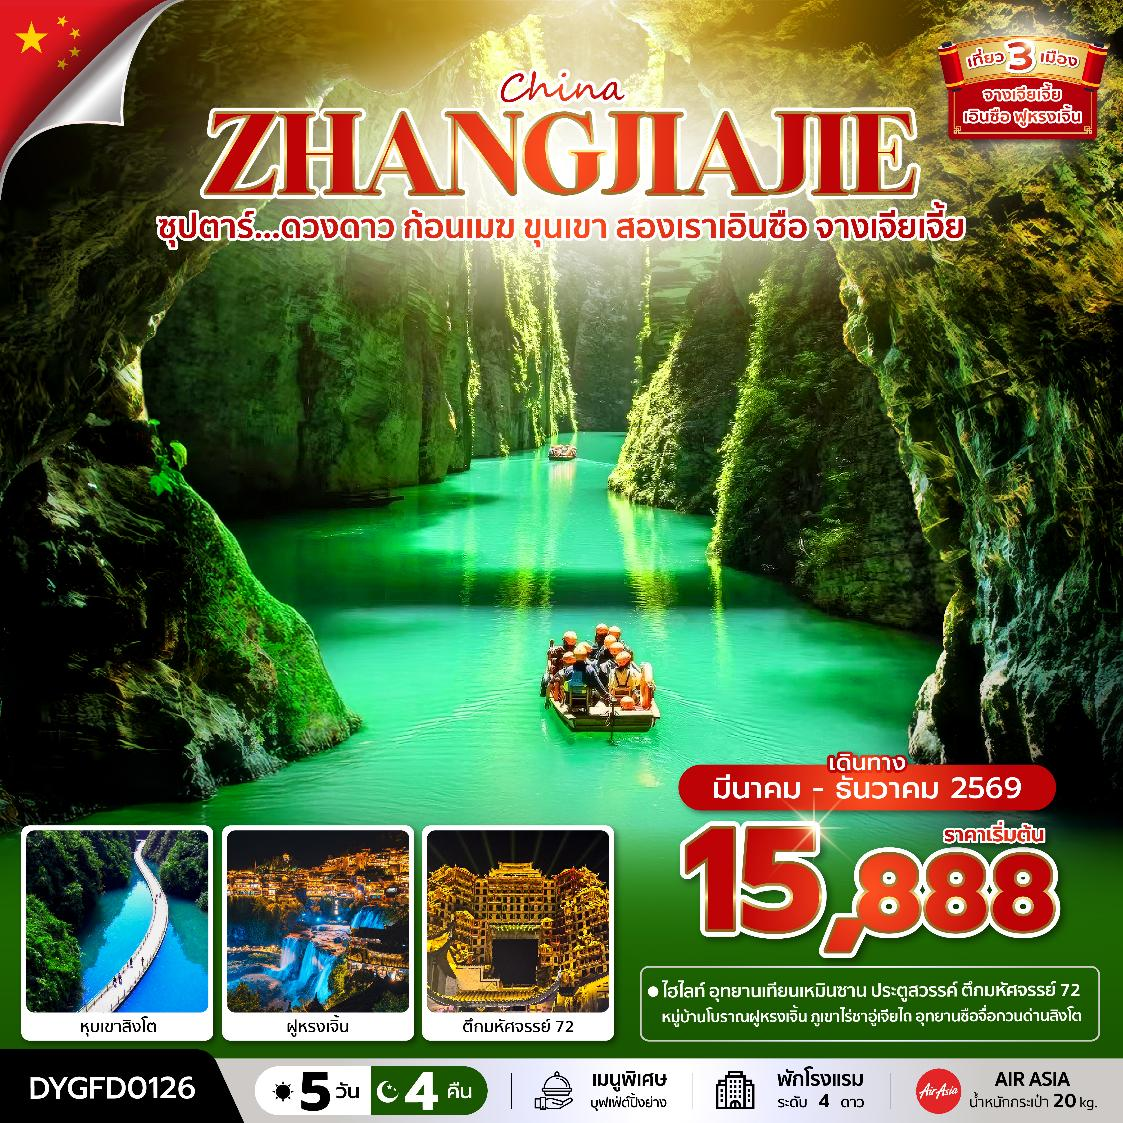 เที่ยว 3 เมือง
จางเจียเจี้ย
เอินซือ ฟูหรงเจิ้น
China
ZHANGJIAJIE
ซุปตาร์...ดวงดาว ก้อนเมฆ ขุนเขา สองเราเอินซือ จางเจียเจี้ย
เดินทาง
มีนาคม - ธันวาคม 2569
ราคาเริ่มต้น
15,888
หุบเขาสิงโต
ฝูหรงเจิ้น
ตึกมหัศจรรย์ 72
• ไฮไลท์ อุทยานเทียนเหมินซาน ประตูสวรรค์ ตึกมหัศจรรย์ 72
หมู่บ้านโบราณฝูหรงเจิ้น ภูเขาไร่ชาอู่เจียไถ อุทยานซือจื่อกวนด่านสิงโต
DYGFD0126
5 วัน 4 คืน
เมนูพิเศษ
บุฟเฟ่ต์ปิ้งย่าง
พักโรงแรม
ระดับ 4 ดาว
AirAsia
AIR ASIA
น้ำหนักกระเป๋า 20 kg.